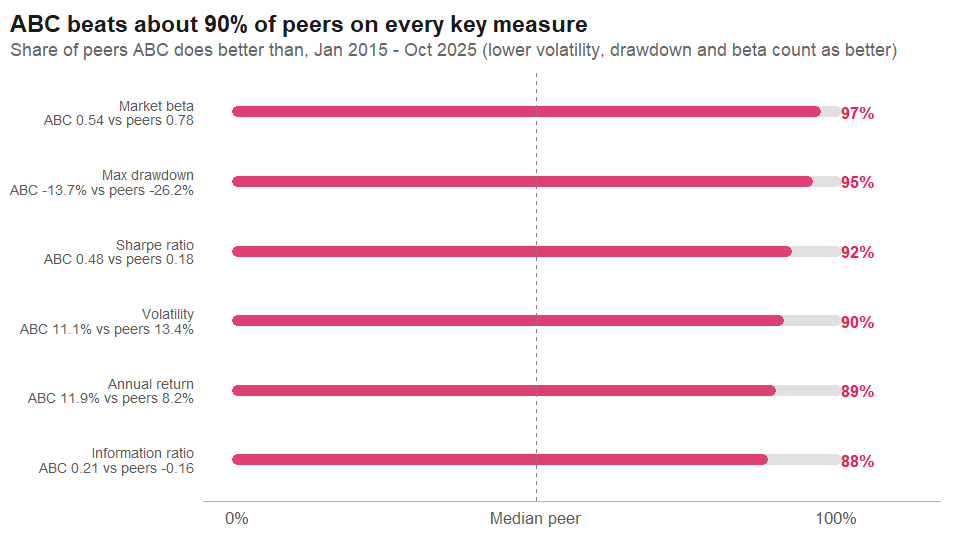 ABC beats about 90% of peers on every key measure
Share of peers ABC does better than, Jan 2015 - Oct 2025 (lower volatility, drawdown and beta count as better)
Market beta
ABC 0.54 vs peers 0.78
97%
Max drawdown
ABC -13.7% vs peers -26.2%
95%
Sharpe ratio
ABC 0.48 vs peers 0.18
92%
Volatility
ABC 11.1% vs peers 13.4%
90%
Annual return
ABC 11.9% vs peers 8.2%
89%
Information ratio
ABC 0.21 vs peers -0.16
88%
0%
Median peer
100%